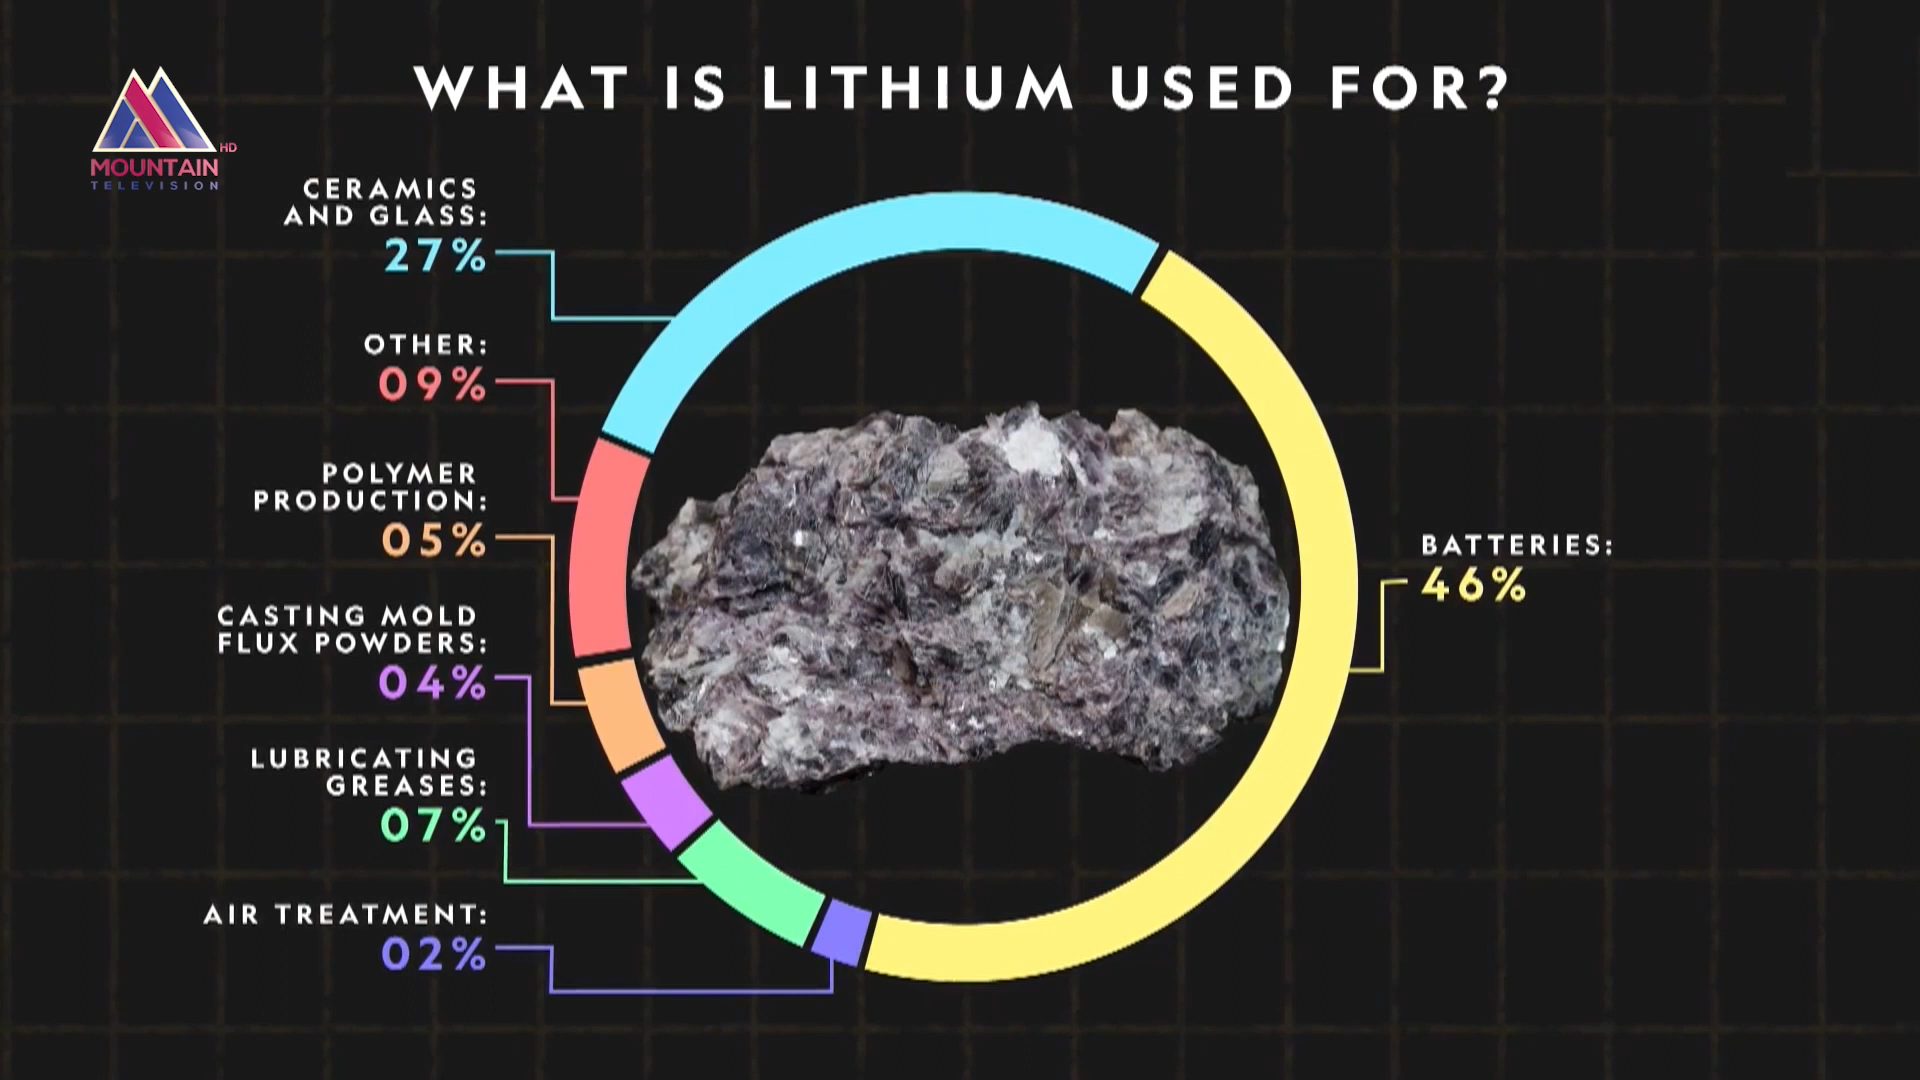 WHAT IS LITHIUM USED FOR?
MOUNTAIN HD
TELEVISION
CERAMICS
AND GLASS:
27%
OTHER:
09%
POLYMER
PRODUCTION:
05%
CASTING MOLD
FLUX POWDERS:
04%
LUBRICATING
GREASES:
07%
AIR TREATMENT:
02%
BATTERIES:
46%